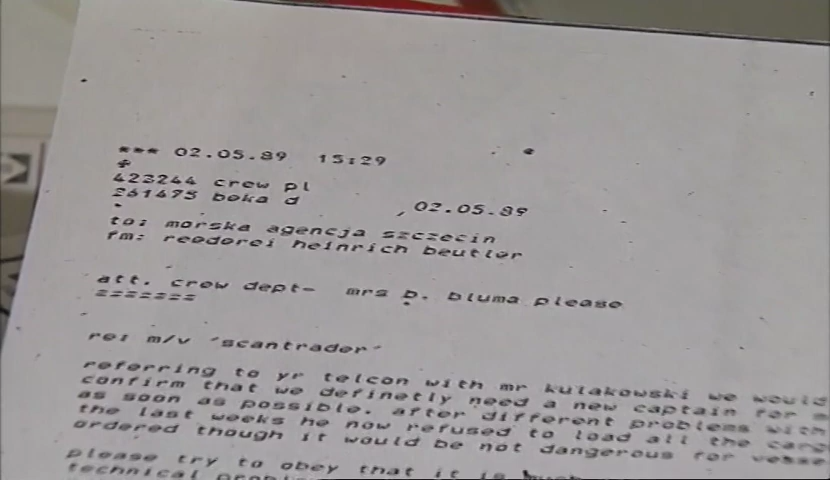 *** 02.05.89 15:29
+
423244 crew pl
261475 boka d ,02.05.89
to: morska agencja szczecin
fm: reederei heinrich beutler
att. crew dept- mrs b. bluma please
=======
re: m/v 'scantrader'
referring to yr telcon with mr kulakowski we would
confirm that we definetly need a new captain for m
as soon as possible. after different problems with
the last weeks he now refused to load all the carg
ordered though it would be not dangerous for vesse
please try to obey that it is
technical